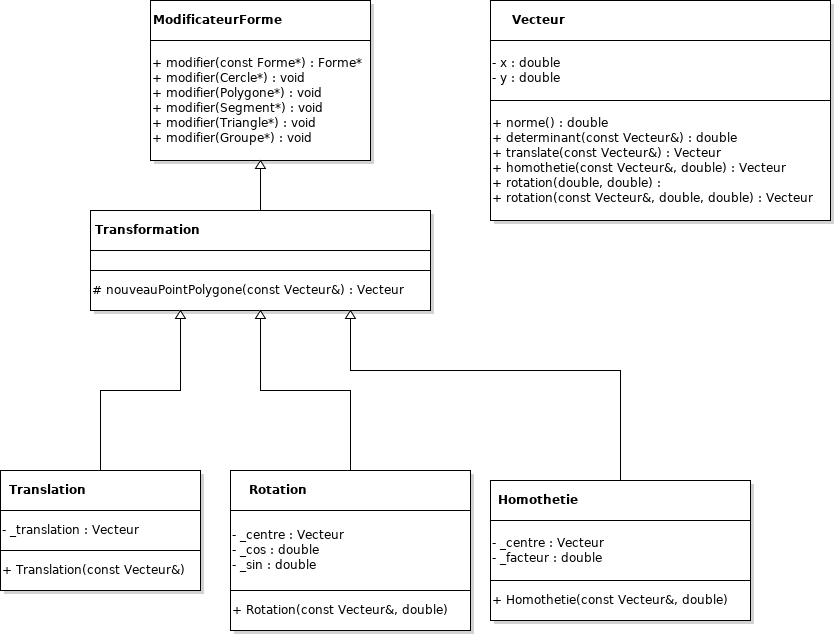 ModificateurForme
+ modifier(const Forme*) : Forme*
+ modifier(Cercle*) : void
+ modifier(Polygone*) : void
+ modifier(Segment*) : void
+ modifier(Triangle*) : void
+ modifier(Groupe*) : void
Vecteur
- x : double
- y : double
+ norme() : double
+ determinant(const Vecteur&) : double
+ translate(const Vecteur&) : Vecteur
+ homothetie(const Vecteur&, double) : Vecteur
+ rotation(double, double) :
+ rotation(const Vecteur&, double, double) : Vecteur
Transformation
# nouveauPointPolygone(const Vecteur&) : Vecteur
Translation
- _translation : Vecteur
+ Translation(const Vecteur&)
Rotation
- _centre : Vecteur
- _cos : double
- _sin : double
+ Rotation(const Vecteur&, double)
Homothetie
- _centre : Vecteur
- _facteur : double
+ Homothetie(const Vecteur&, double)